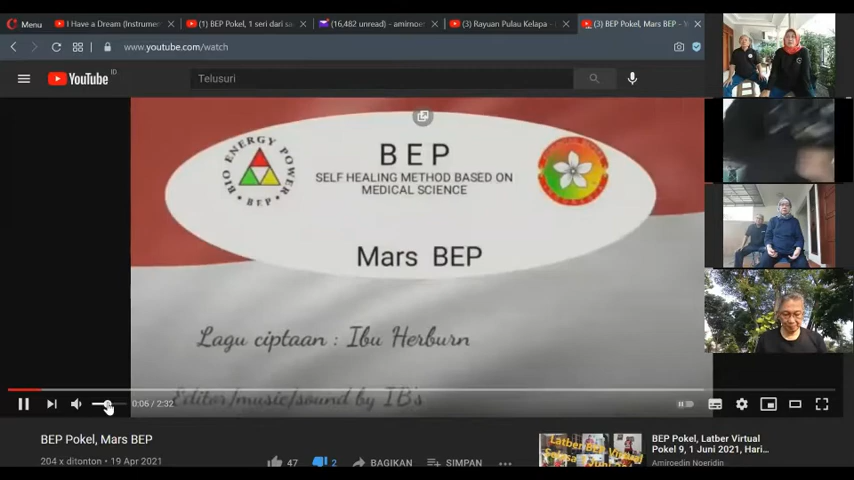 Menu
I Have a Dream (Instrumen
(1) BEP Pokel, 1 seri dari sa
(16,482 unread) - amirnoe
(3) Rayuan Pulau Kelapa -
(3) BEP Pokel, Mars BEP - Y
www.youtube.com/watch
YouTube ID
Telusuri
BIO ENERGY POWER
BEP
B E P
SELF HEALING METHOD BASED ON
MEDICAL SCIENCE
Mars BEP
Lagu ciptaan : Ibu Herburn
Editor/music/sound by IB's
0:06 / 2:32
BEP Pokel, Mars BEP
204 x ditonton • 19 Apr 2021
47
2
BAGIKAN
SIMPAN
Latber BEP Virtual
BEP Pokel, Latber Virtual
Pokel 9, 1 Juni 2021, Hari...
Amiroedin Noeridin